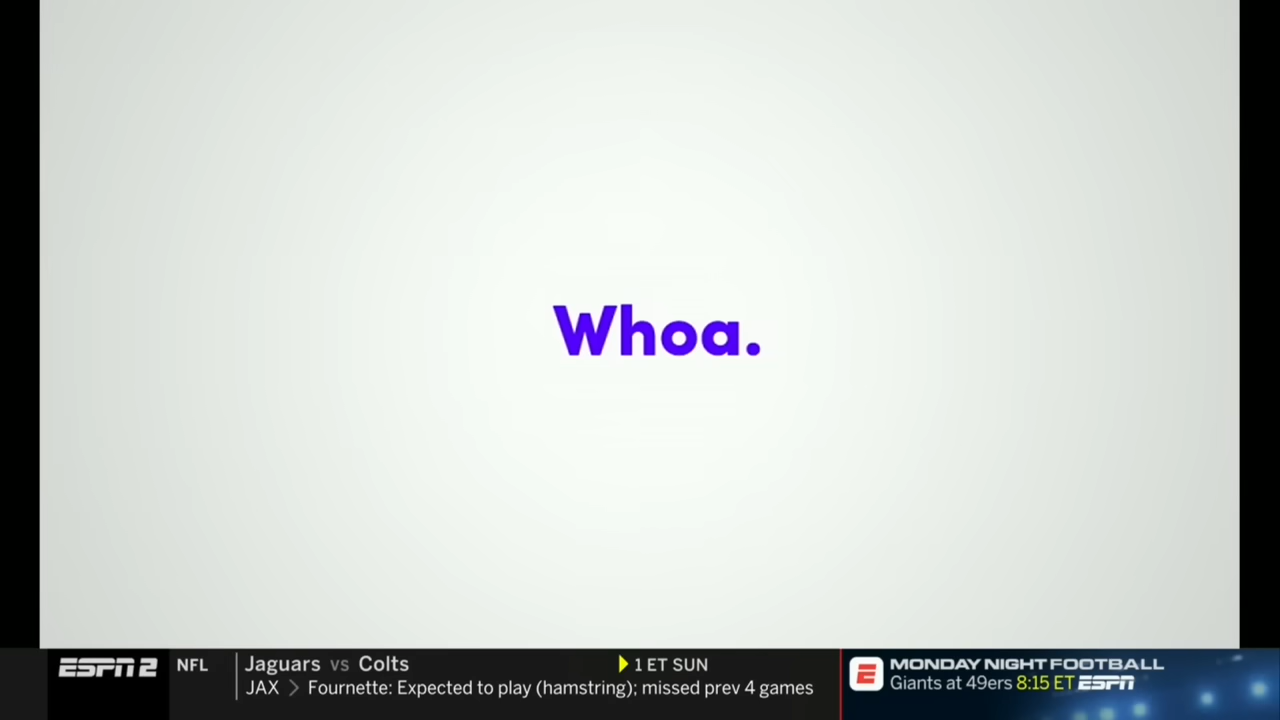 Whoa.
ESPN 2
NFL
Jaguars vs Colts
1 ET SUN
JAX > Fournette: Expected to play (hamstring); missed prev 4 games
E
MONDAY NIGHT FOOTBALL
Giants at 49ers 8:15 ET ESPN